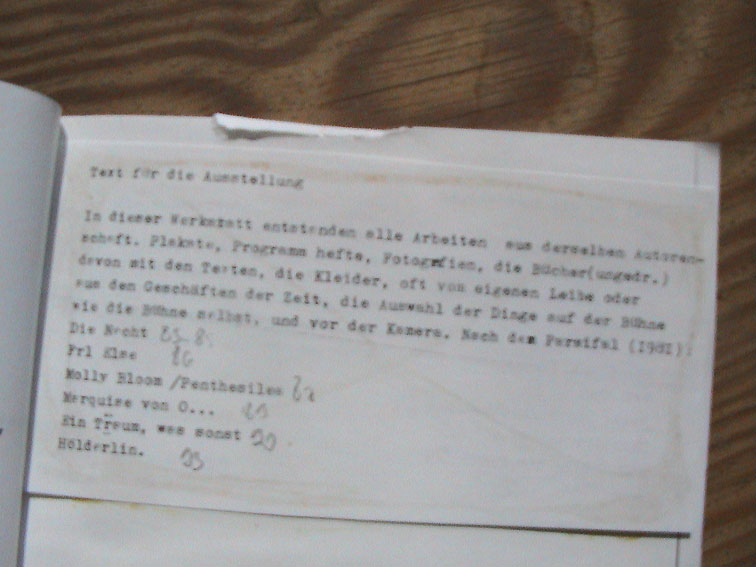 Text für die Ausstellung
In dieser Werkszeit entstanden alle Arbeiten aus derselben Autoren-
schaft. Plakate, Programm hefte, Fotografien, die Bücher(ungedr.)
davon mit den Texten, die Kleider, oft vom eigenen Leibe oder
aus den Geschäften der Zeit, die Auswahl der Dinge auf der Bühne
wie die Bühne selbst, und vor der Kamera. Nach dem Parsifal (1982):
Die Nacht 85
Frl Else 86
Molly Bloom /Penthesilea
Marquise von O... 89
Ein Traum, was sonst 90
Hölderlin. 93